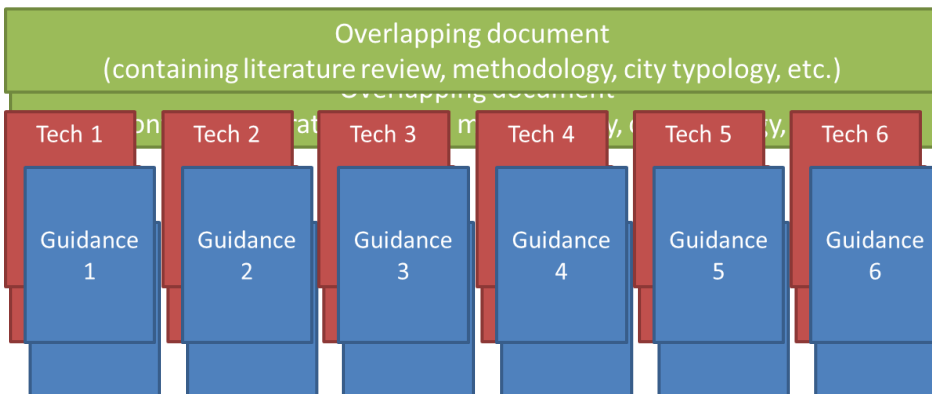 Overlapping document
(containing literature review, methodology, city typology, etc.)
Overlapping document
Tech 1
Tech 2
Tech 3
Tech 4
Tech 5
Tech 6
Guidance
1
Guidance
2
Guidance
3
Guidance
4
Guidance
5
Guidance
6